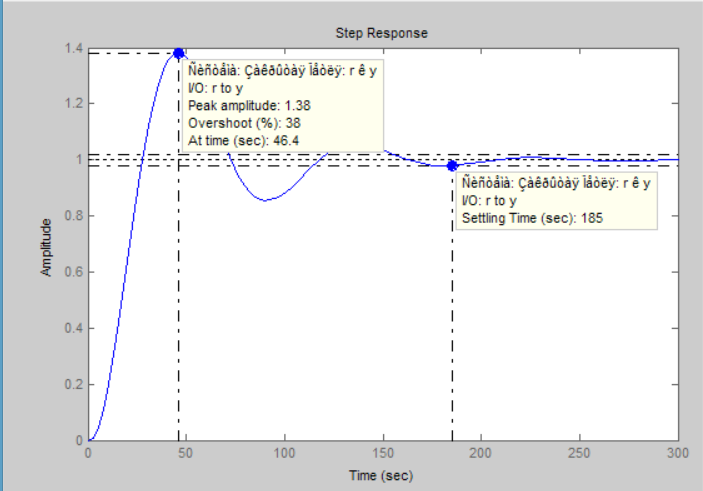 Step Response
1.4
1.2
1
0.8
0.6
0.4
0.2
0
Amplitude
Ñèñòåìà: Çàêðûòàÿ Ïåòëÿ: r ê y
I/O: r to y
Peak amplitude: 1.38
Overshoot (%): 38
At time (sec): 46.4
Ñèñòåìà: Çàêðûòàÿ Ïåòëÿ: r ê y
I/O: r to y
Settling Time (sec): 185
0 50 100 150 200 250 300
Time (sec)